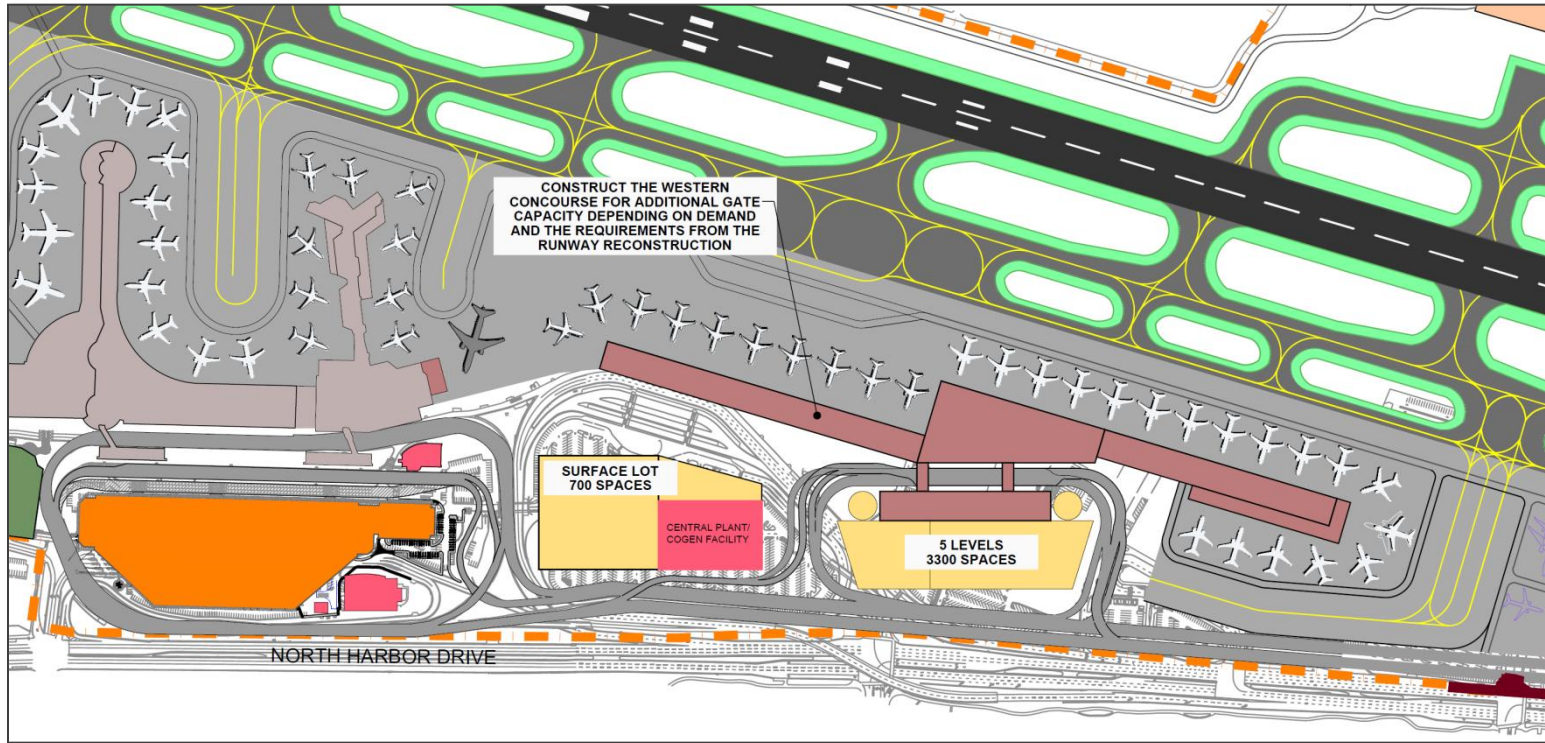 CONSTRUCT THE WESTERN
CONCOURSE FOR ADDITIONAL GATE
CAPACITY DEPENDING ON DEMAND
AND THE REQUIREMENTS FROM THE
RUNWAY RECONSTRUCTION
SURFACE LOT
700 SPACES
CENTRAL PLANT/
COGEN FACILITY
5 LEVELS
3300 SPACES
NORTH HARBOR DRIVE